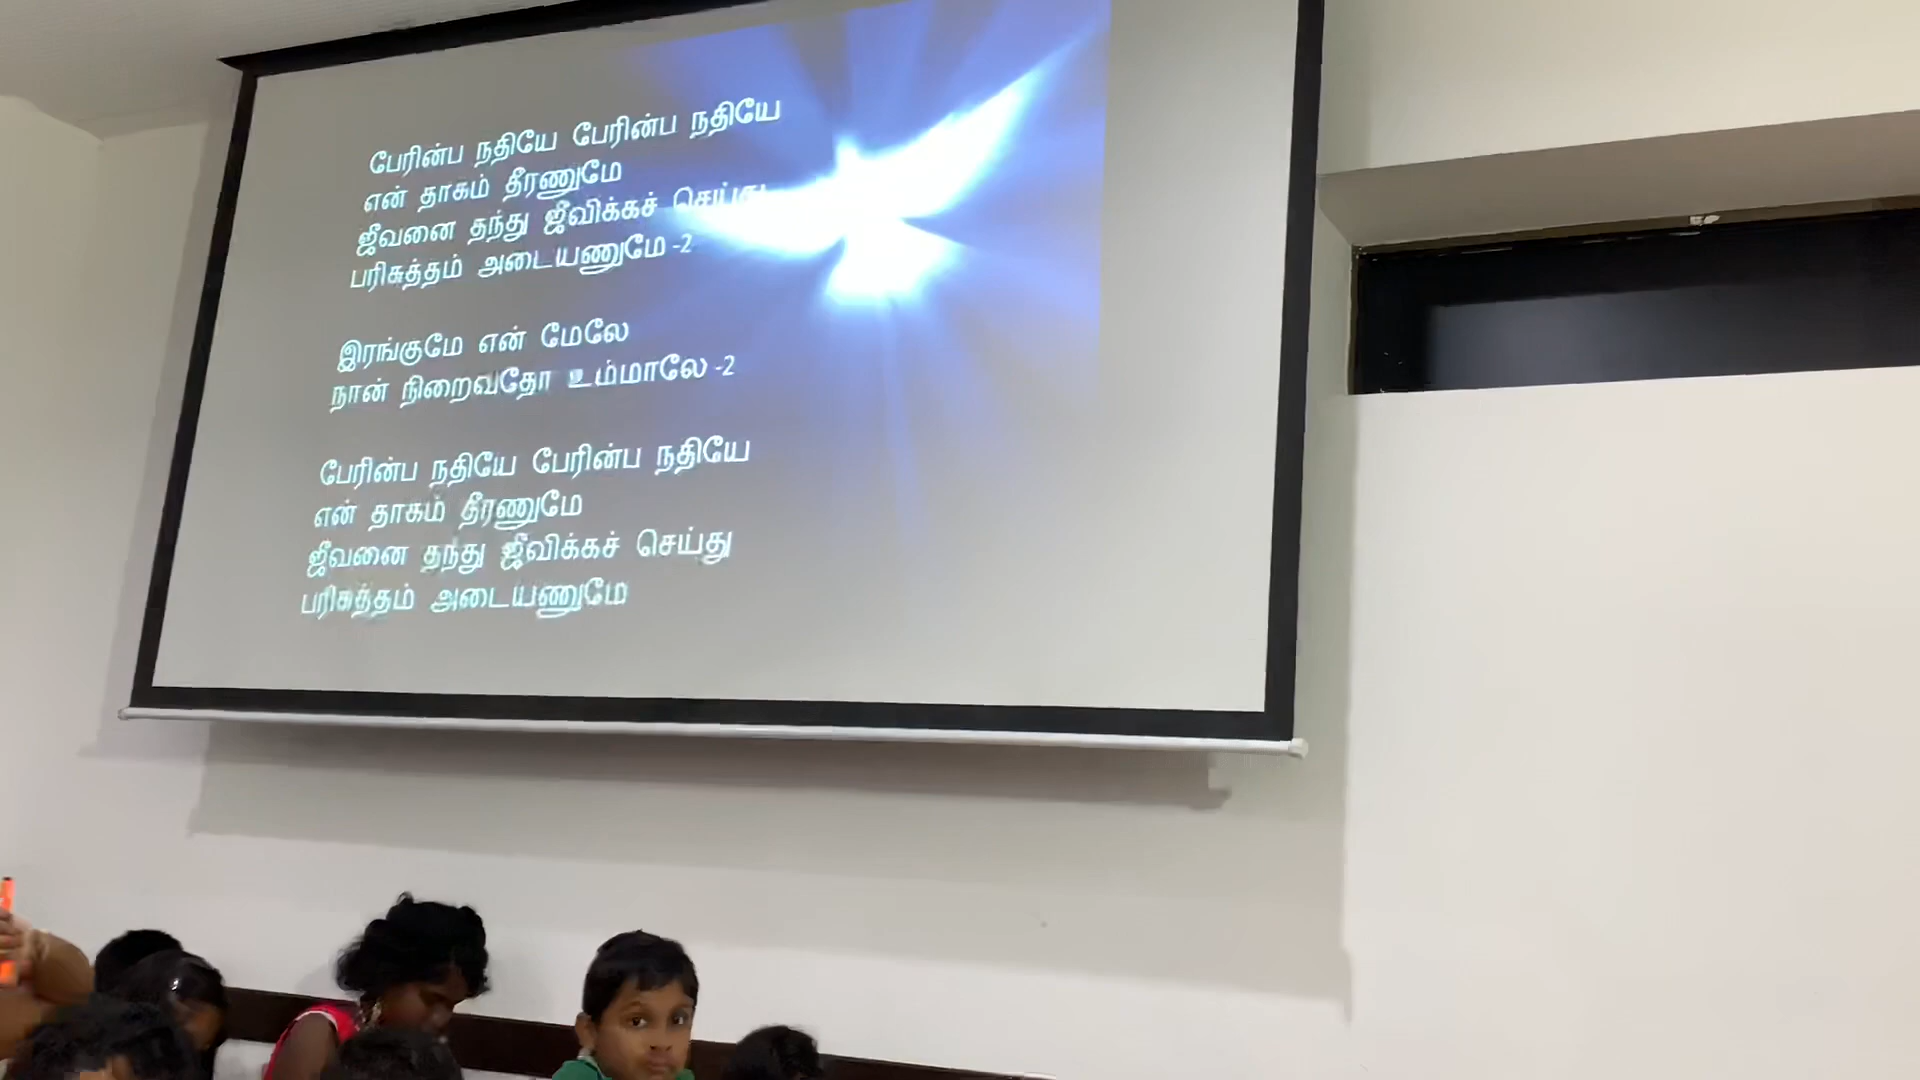 பேரின்ப நதியே பேரின்ப நதியே
என் தாகம் தீரணுமே
ஜீவனை தந்து ஜீவிக்கச் செய்து
பரிசுத்தம் அடையணுமே -2
இரங்குமே என் மேலே
நான் நிறைவதோ உம்மாலே -2
பேரின்ப நதியே பேரின்ப நதியே
என் தாகம் தீரணுமே
ஜீவனை தந்து ஜீவிக்கச் செய்து
பரிசுத்தம் அடையணுமே